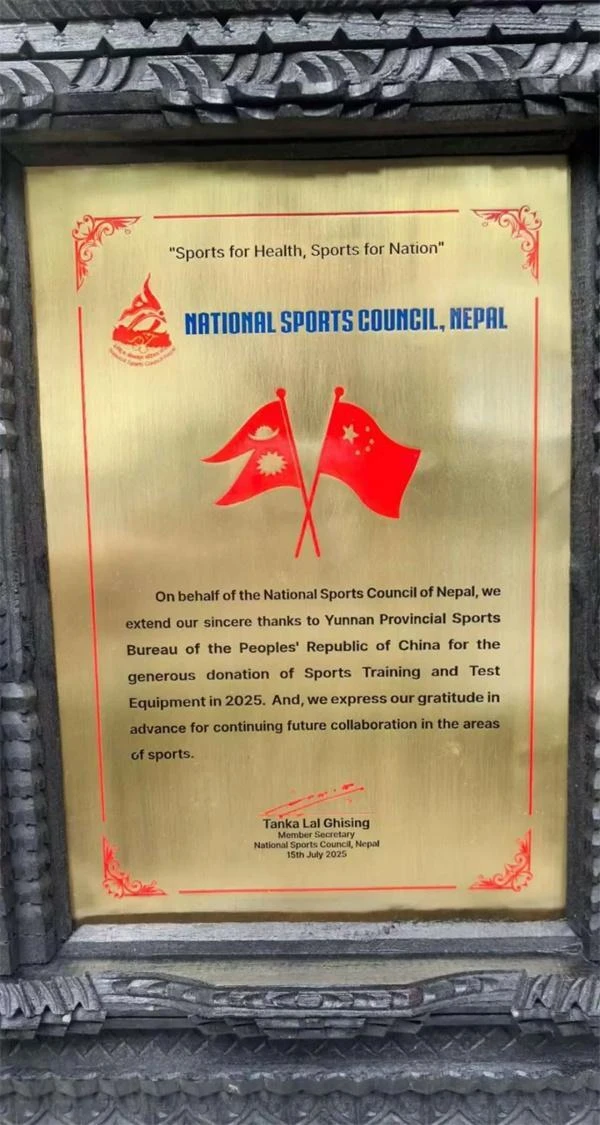 "Sports for Health, Sports for Nation"
NATIONAL SPORTS COUNCIL, NEPAL
On behalf of the National Sports Council of Nepal, we
extend our sincere thanks to Yunnan Provincial Sports
Bureau of the Peoples' Republic of China for the
generous donation of Sports Training and Test
Equipment in 2025. And, we express our gratitude in
advance for continuing future collaboration in the areas
of sports.
Tanka Lal Ghising
Member Secretary
National Sports Council, Nepal
15th July 2025